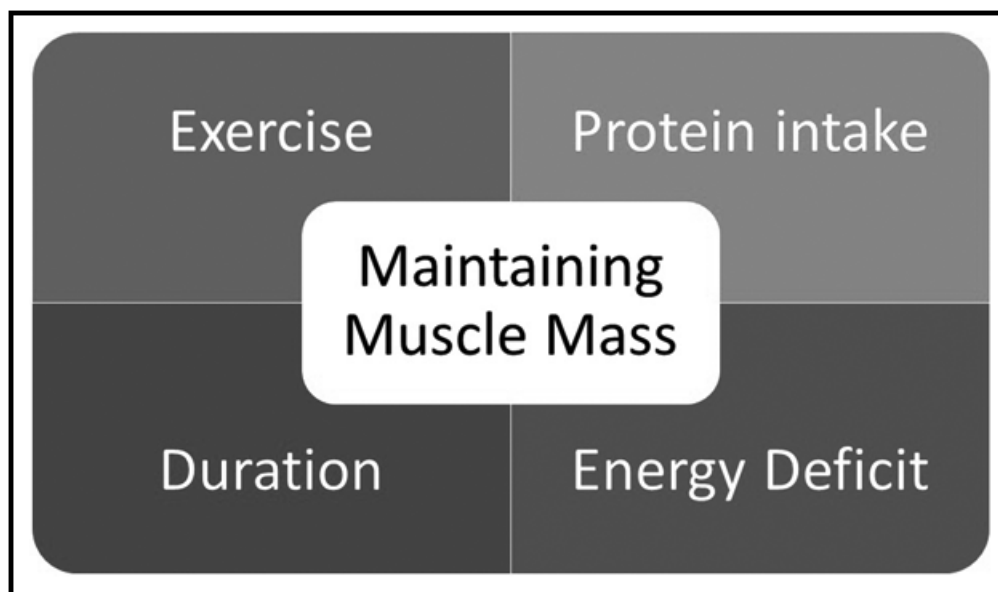 Exercise
Protein intake
Maintaining
Muscle Mass
Duration
Energy Deficit